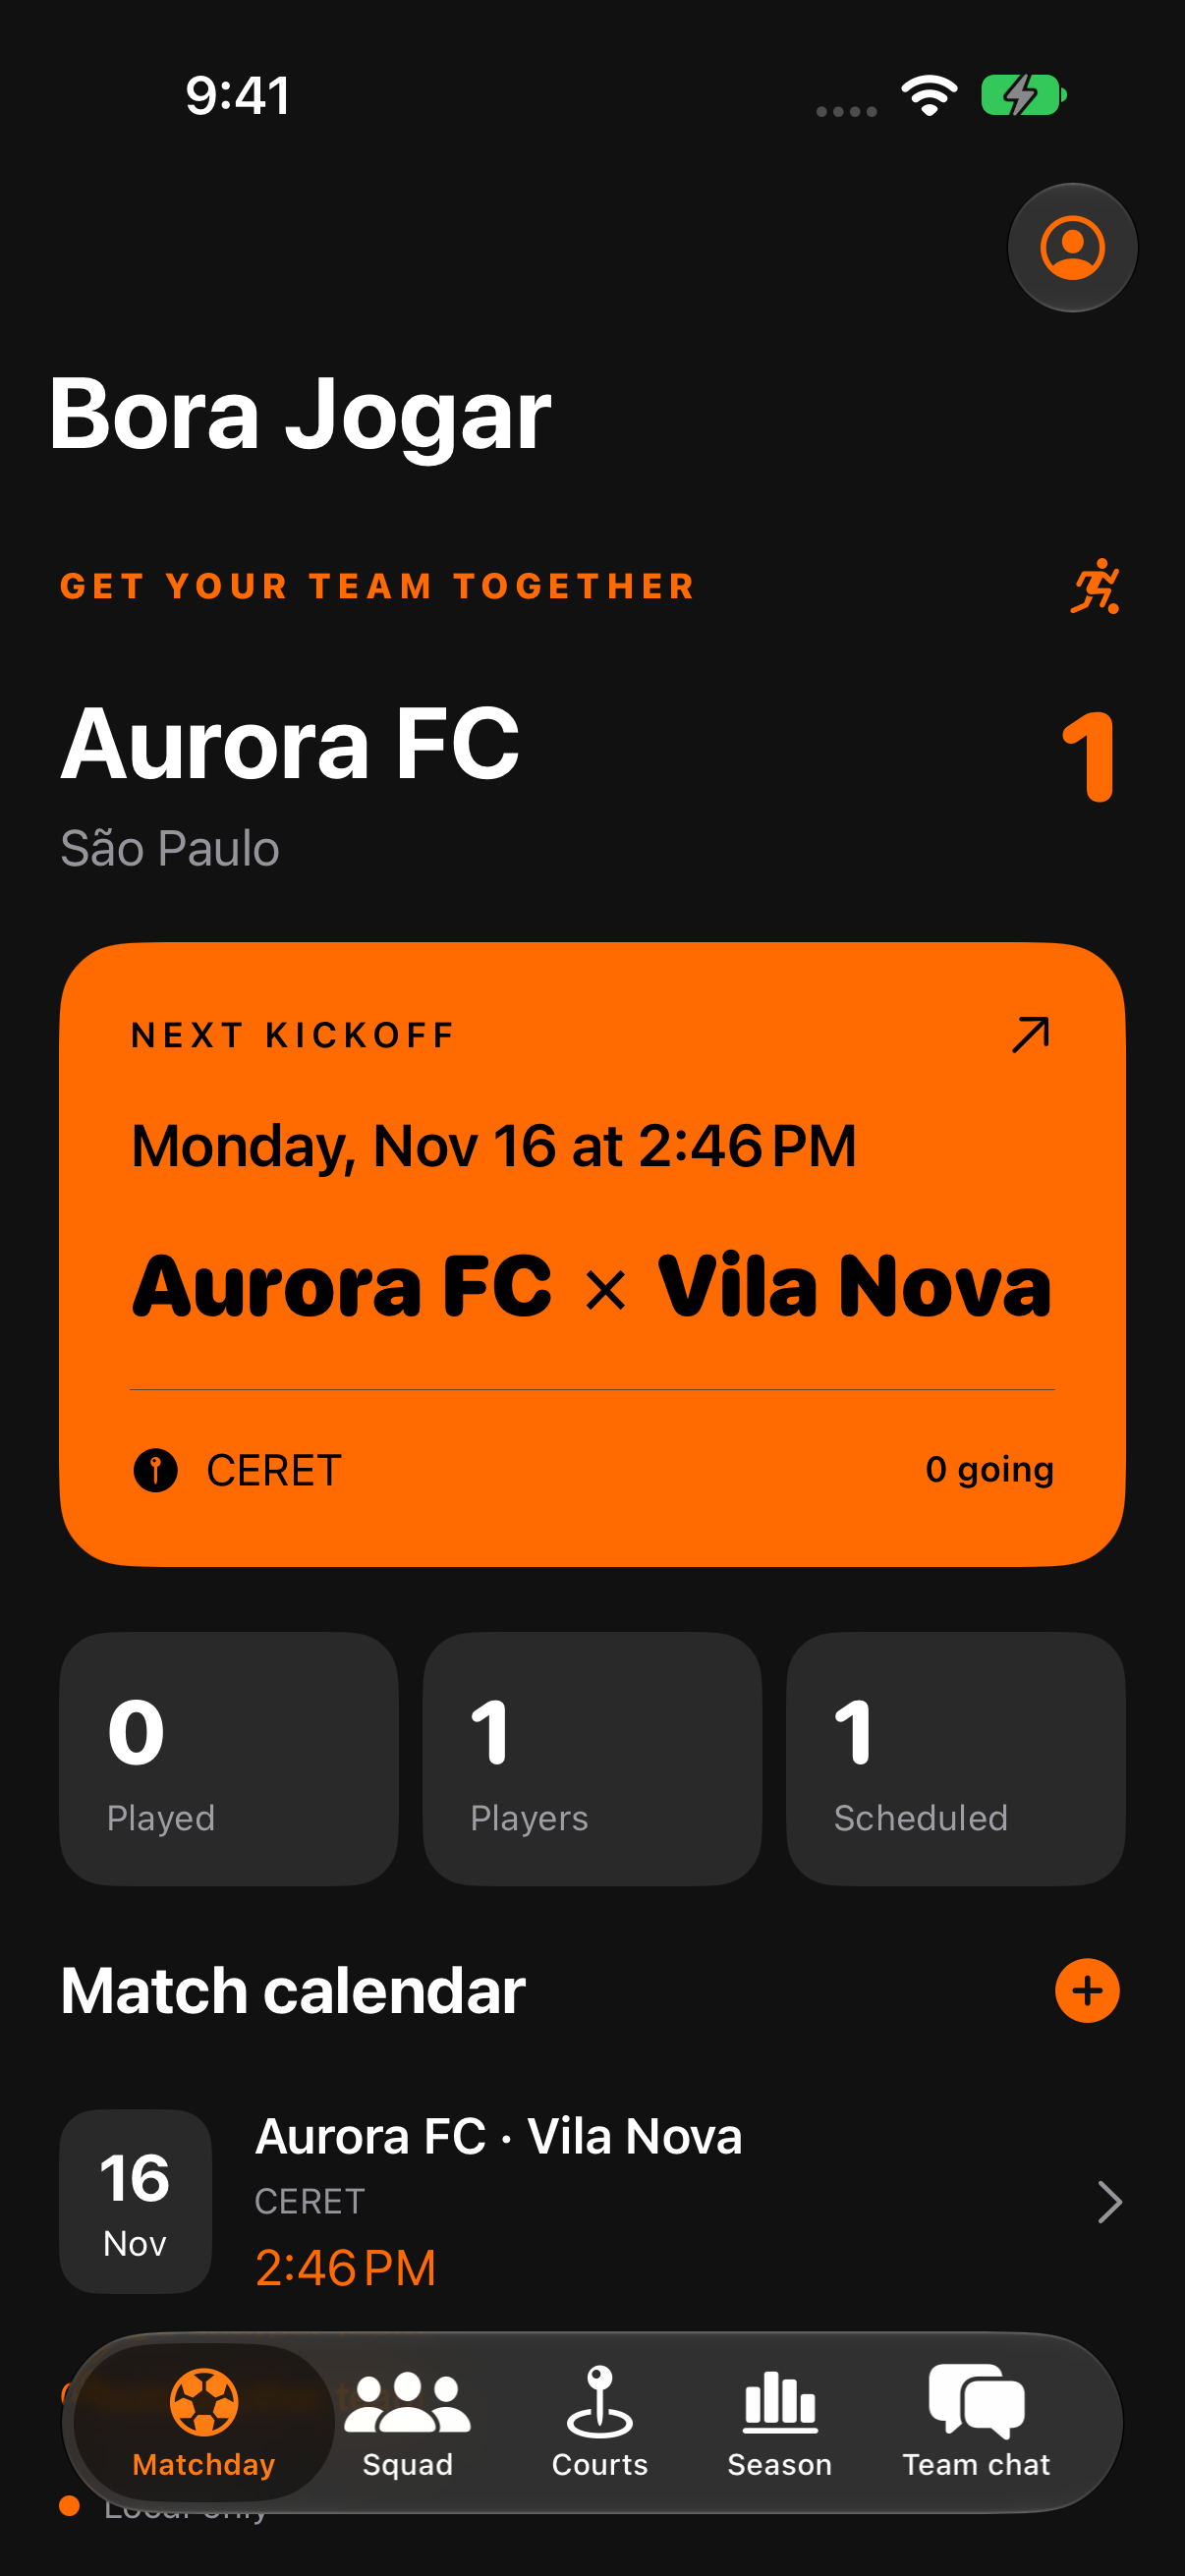 9:41
Bora Jogar
GET YOUR TEAM TOGETHER
Aurora FC
1
São Paulo
NEXT KICKOFF
Monday, Nov 16 at 2:46 PM
Aurora FC × Vila Nova
CERET
0 going
0
Played
1
Players
1
Scheduled
Match calendar
16
Nov
Aurora FC · Vila Nova
CERET
2:46 PM
Matchday
Squad
Courts
Season
Team chat
Local only